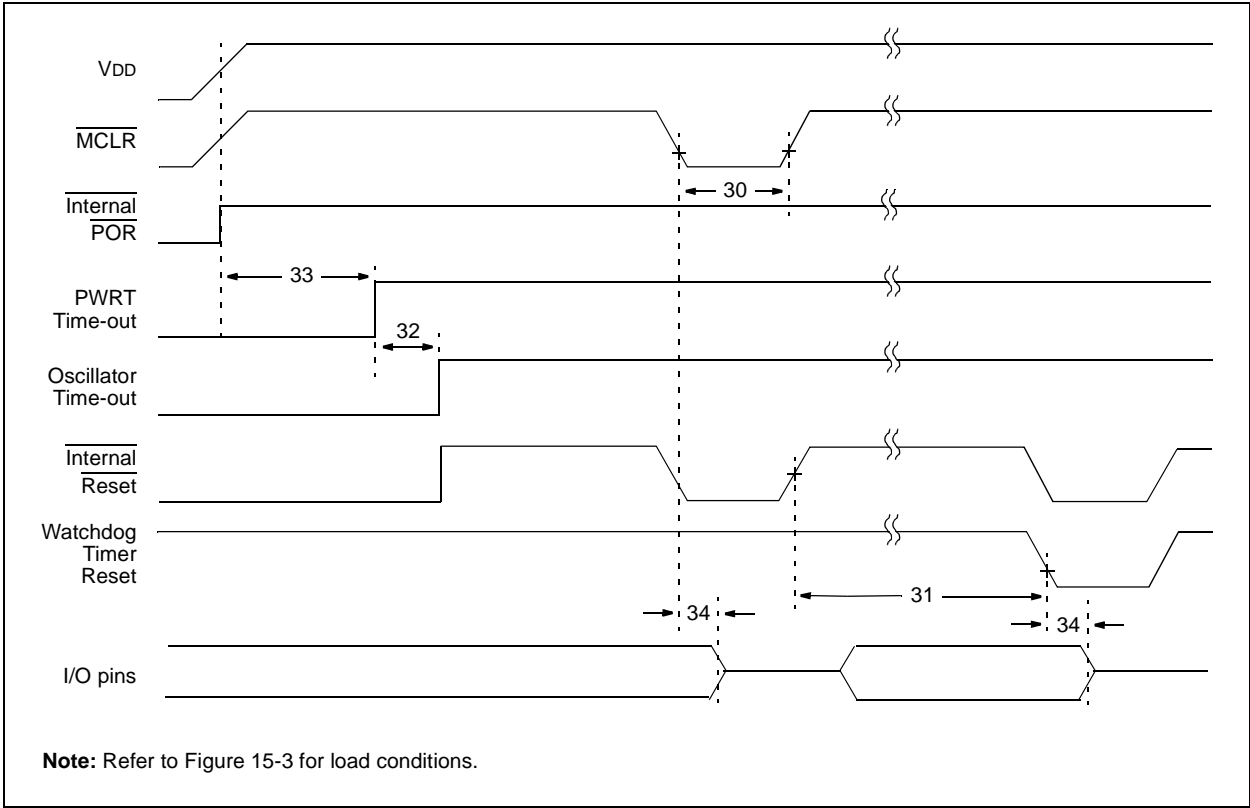 VDD
MCLR
30
Internal
POR
33
PWRT
Time-out
32
Oscillator
Time-out
Internal
Reset
Watchdog
Timer
Reset
31
34
34
I/O pins
Note: Refer to Figure 15-3 for load conditions.